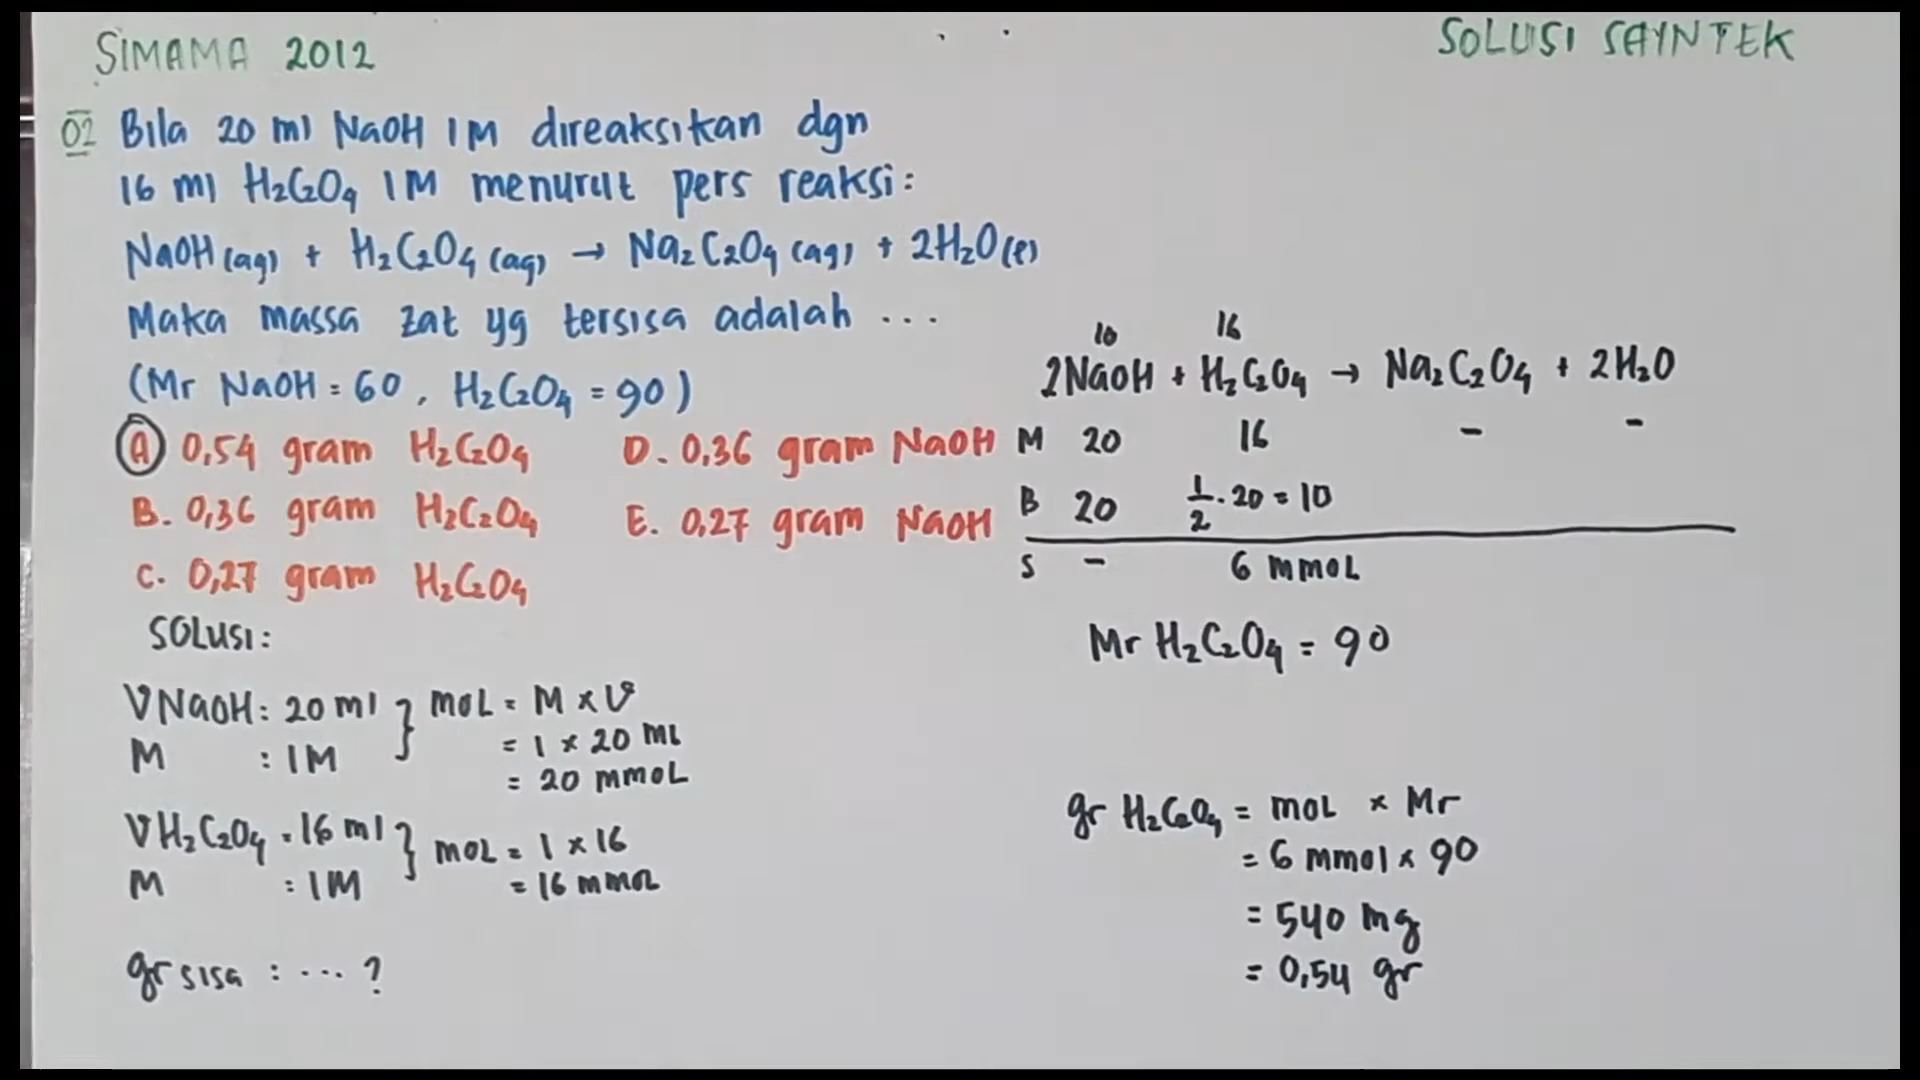 SIMAMA 2012
SOLUSI SAYNTEK
02 Bila 20 ml NaOH 1M direaksikan dgn
16 ml H₂C₂O₄ 1M menurut pers reaksi:
NaOH (aq) + H₂C₂O₄ (aq) → Na₂C₂O₄ (aq) + 2H₂O (l)
Maka massa zat yg tersisa adalah ...
(Mr NaOH = 60, H₂C₂O₄ = 90)
A 0,54 gram H₂C₂O₄
D. 0,36 gram NaOH
B. 0,36 gram H₂C₂O₄
E. 0,27 gram NaOH
C. 0,27 gram H₂C₂O₄
SOLUSI:
V NaOH: 20 ml } mol = M x V
M : 1M = 1 x 20 ml
= 20 mmol
V H₂C₂O₄ = 16 ml } mol = 1 x 16
M : 1M = 16 mmol
gr sisa : ... ?
10 16
2NaOH + H₂C₂O₄ → Na₂C₂O₄ + 2H₂O
M 20 16 - -
B 20 1/2 . 20 = 10
S - 6 mmol
Mr H₂C₂O₄ = 90
gr H₂C₂O₄ = mol x Mr
= 6 mmol x 90
= 540 mg
= 0,54 gr